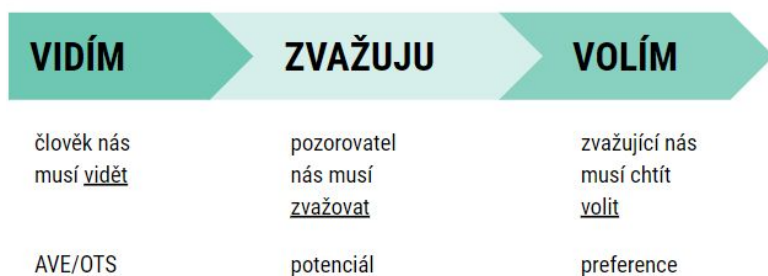 VIDÍM
ZVAŽUJU
VOLÍM
člověk nás
musí vidět
AVE/OTS
pozorovatel
nás musí
zvažovat
potenciál
zvažující nás
musí chtít
volit
preference